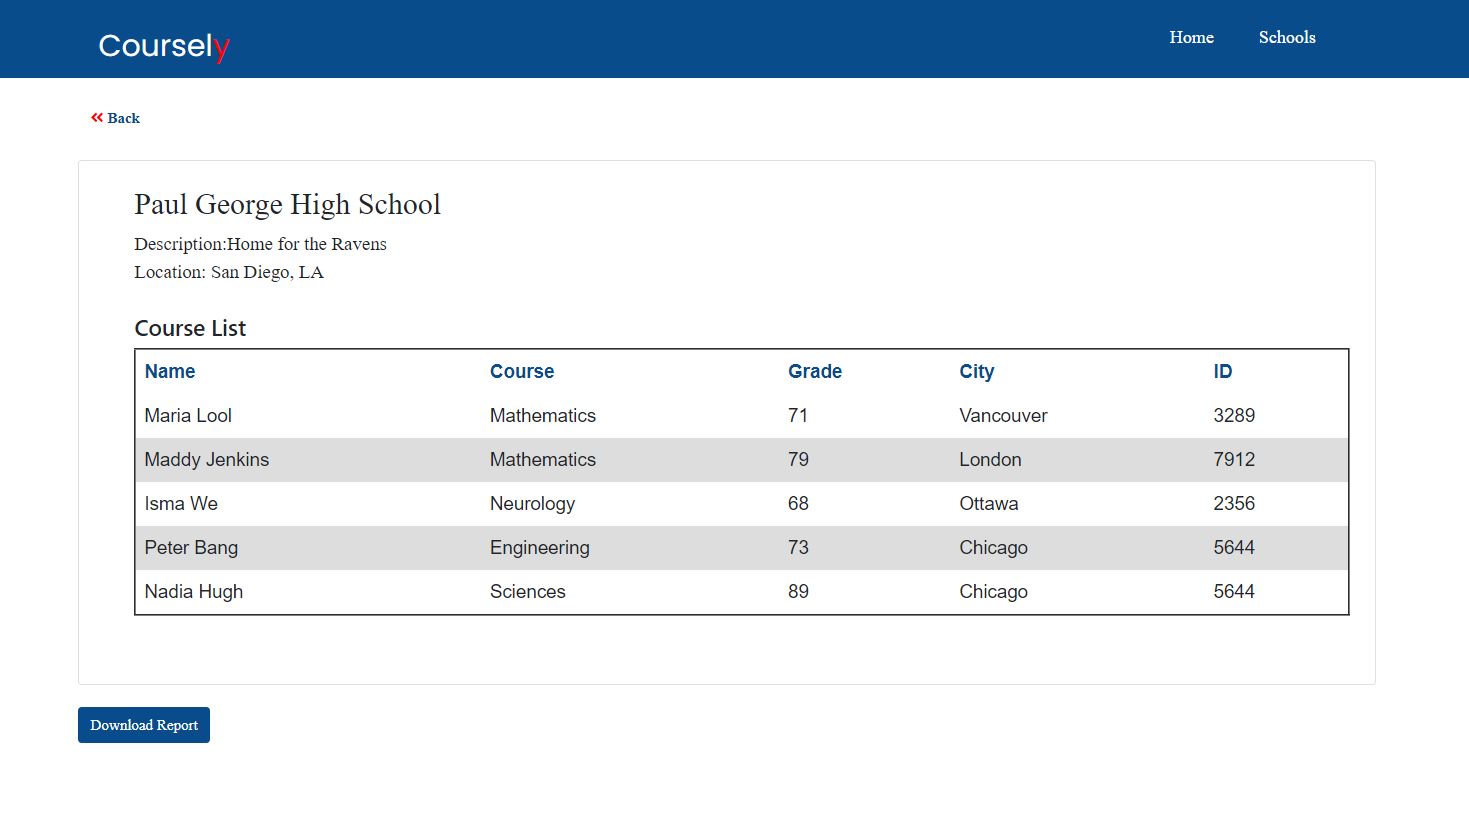 Coursely
Home Schools
Back
Paul George High School
Description:Home for the Ravens
Location: San Diego, LA
Course List
Name Course Grade City ID
Maria Lool Mathematics 71 Vancouver 3289
Maddy Jenkins Mathematics 79 London 7912
Isma We Neurology 68 Ottawa 2356
Peter Bang Engineering 73 Chicago 5644
Nadia Hugh Sciences 89 Chicago 5644
Download Report